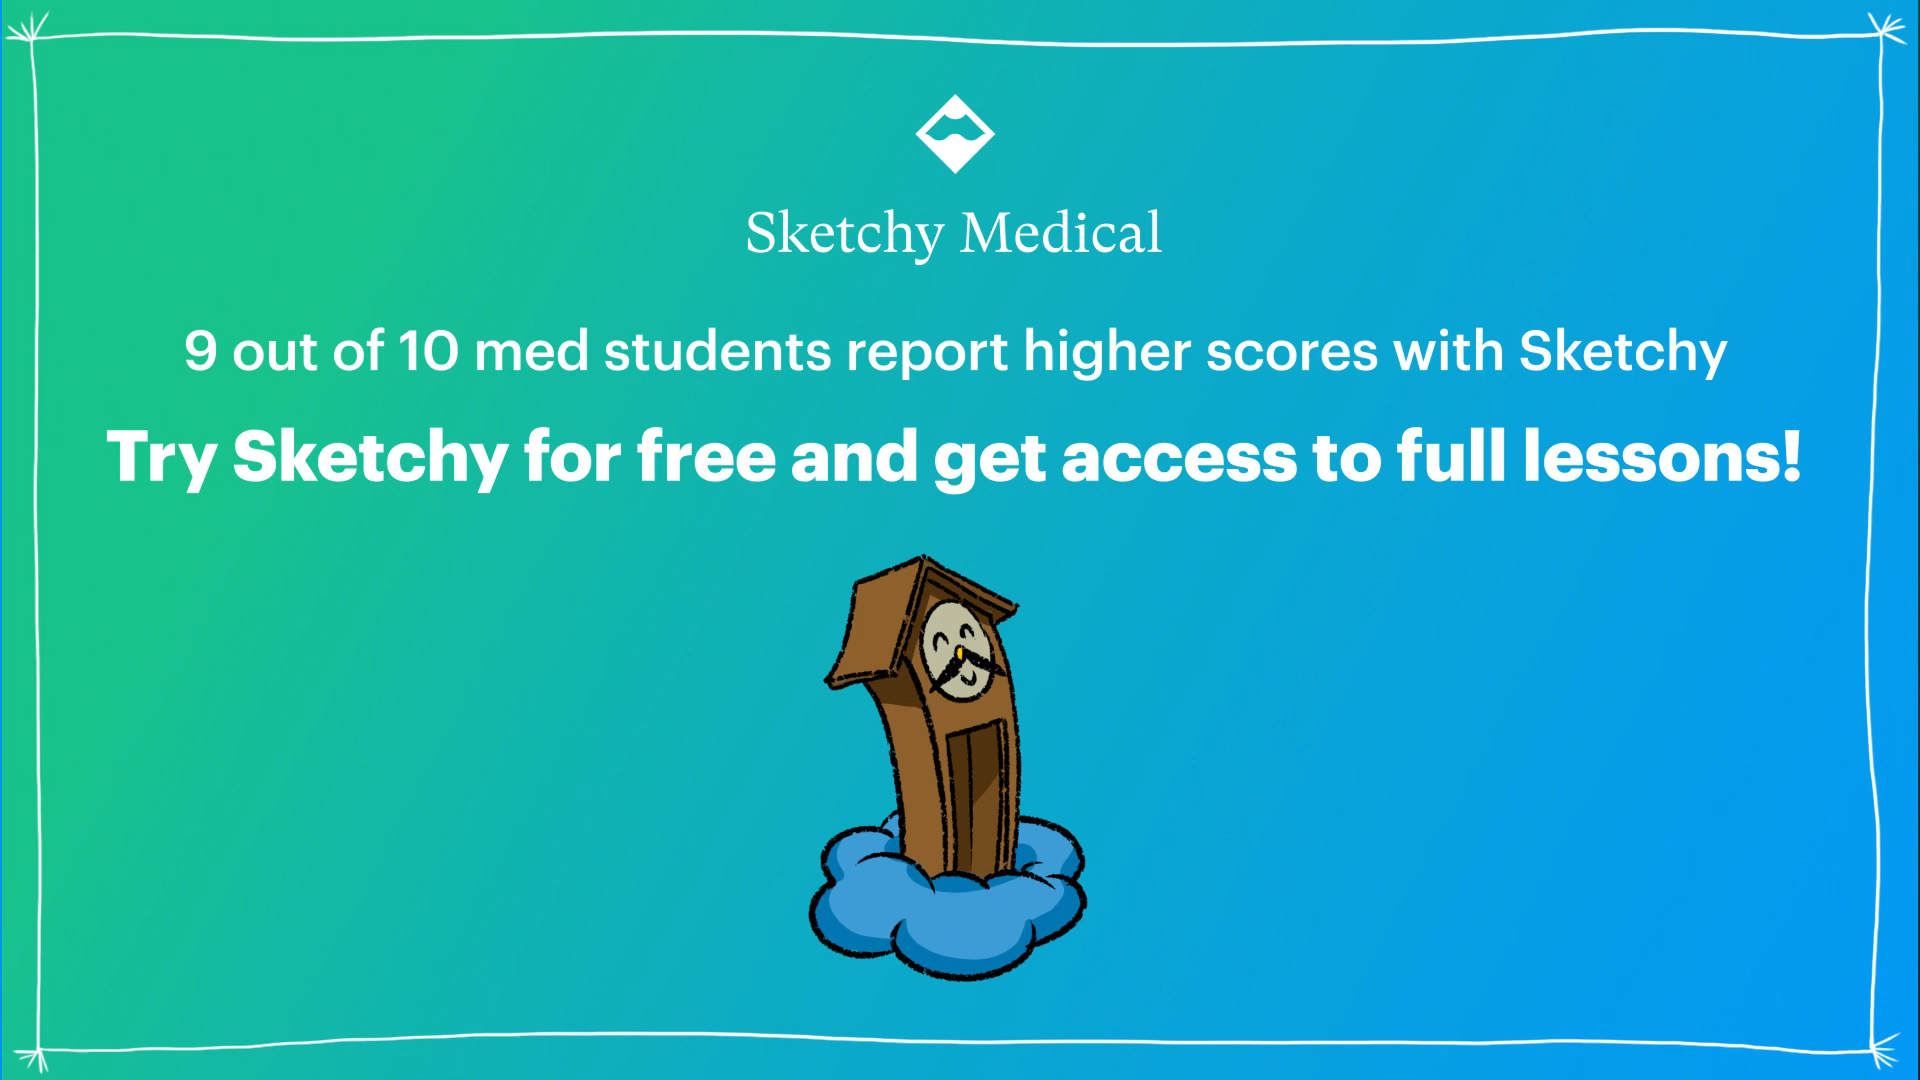 Sketchy Medical
9 out of 10 med students report higher scores with Sketchy
Try Sketchy for free and get access to full lessons!